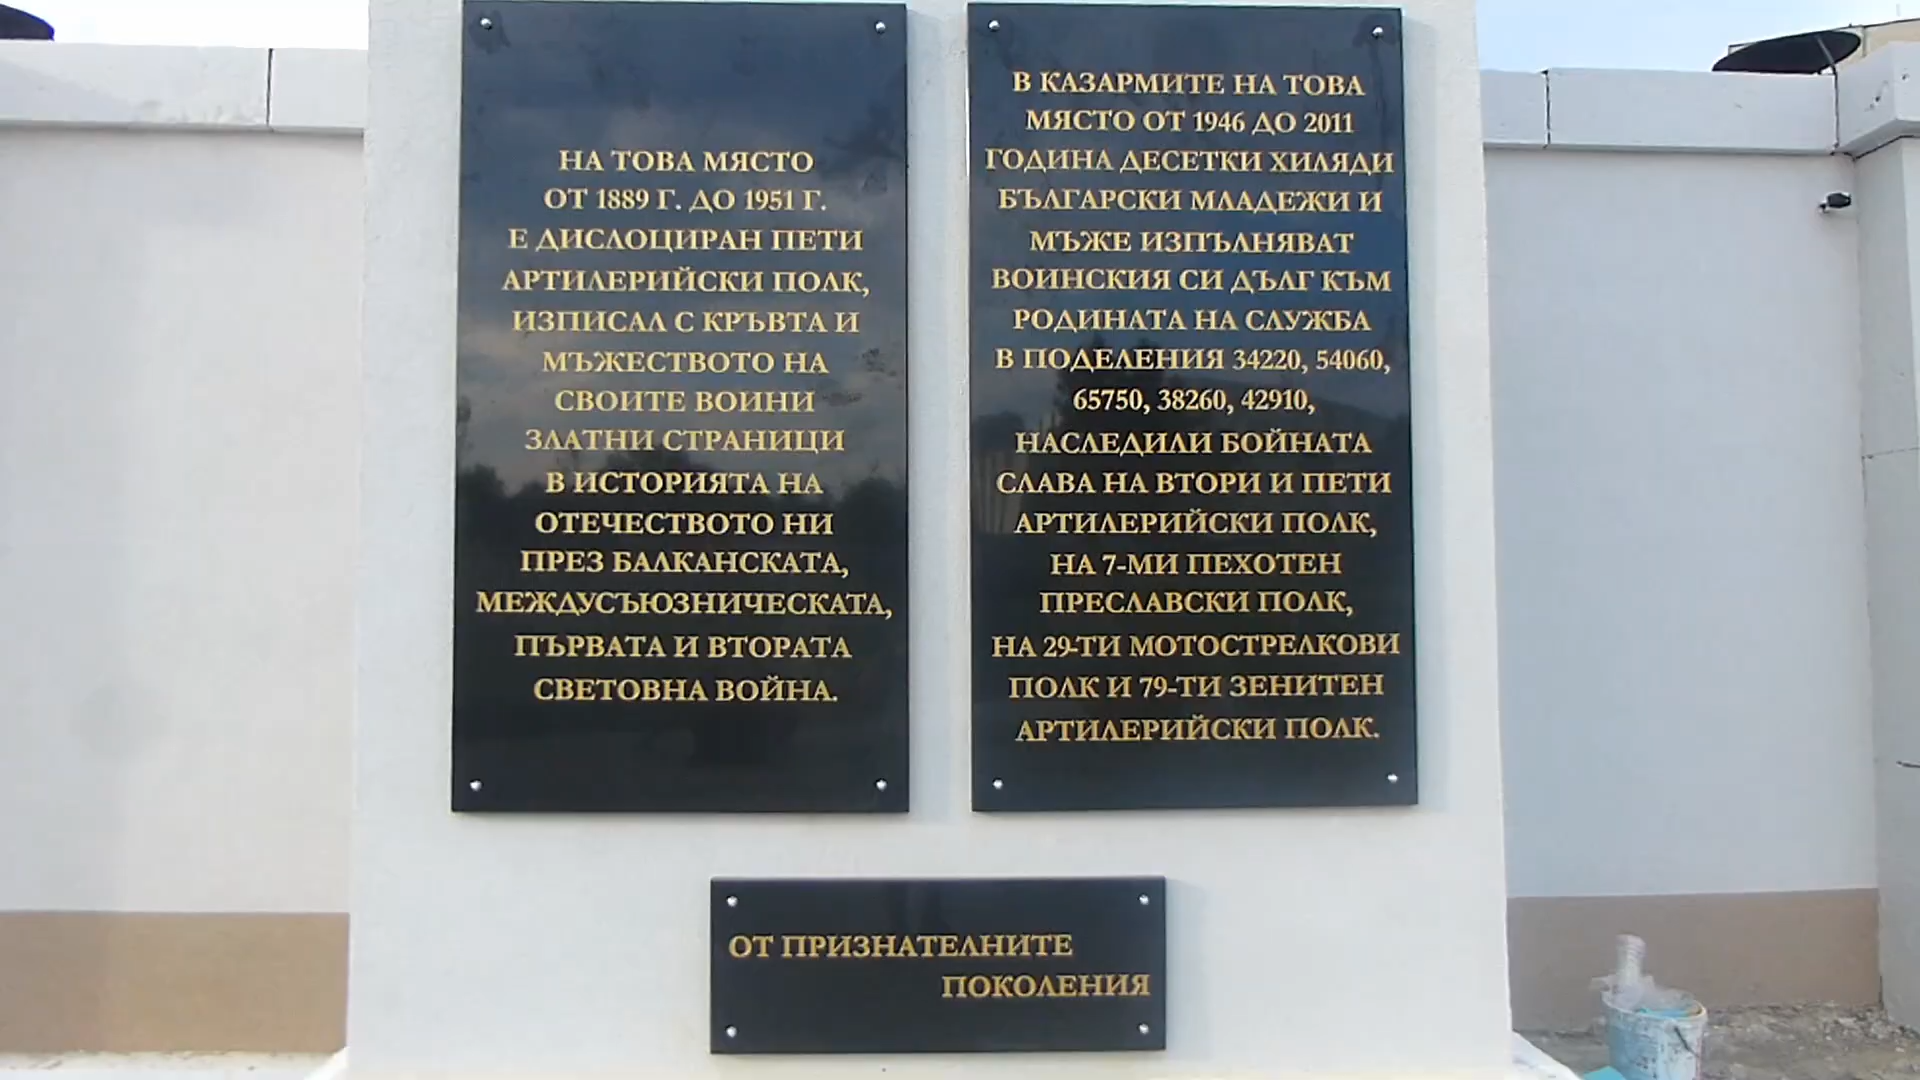 НА ТОВА МЯСТО
ОТ 1889 Г. ДО 1951 Г.
Е ДИСЛОЦИРАН ПЕТИ
АРТИЛЕРИЙСКИ ПОЛК,
ИЗПИСАЛ С КРЪВТА И
МЪЖЕСТВОТО НА
СВОИТЕ ВОИНИ
ЗЛАТНИ СТРАНИЦИ
В ИСТОРИЯТА НА
ОТЕЧЕСТВОТО НИ
ПРЕЗ БАЛКАНСКАТА,
МЕЖДУСЪЮЗНИЧЕСКАТА,
ПЪРВАТА И ВТОРАТА
СВЕТОВНА ВОЙНА.
В КАЗАРМИТЕ НА ТОВА
МЯСТО ОТ 1946 ДО 2011
ГОДИНА ДЕСЕТКИ ХИЛЯДИ
БЪЛГАРСКИ МЛАДЕЖИ И
МЪЖЕ ИЗПЪЛНЯВАТ
ВОИНСКИЯ СИ ДЪЛГ КЪМ
РОДИНАТА НА СЛУЖБА
В ПОДЕЛЕНИЯ 34220, 54060,
65750, 38260, 42910,
НАСЛЕДИЛИ БОЙНАТА
СЛАВА НА ВТОРИ И ПЕТИ
АРТИЛЕРИЙСКИ ПОЛК,
НА 7-МИ ПЕХОТЕН
ПРЕСЛАВСКИ ПОЛК,
НА 29-ТИ МОТОСТРЕЛКОВИ
ПОЛК И 79-ТИ ЗЕНИТЕН
АРТИЛЕРИЙСКИ ПОЛК.
ОТ ПРИЗНАТЕЛНИТЕ
ПОКОЛЕНИЯ